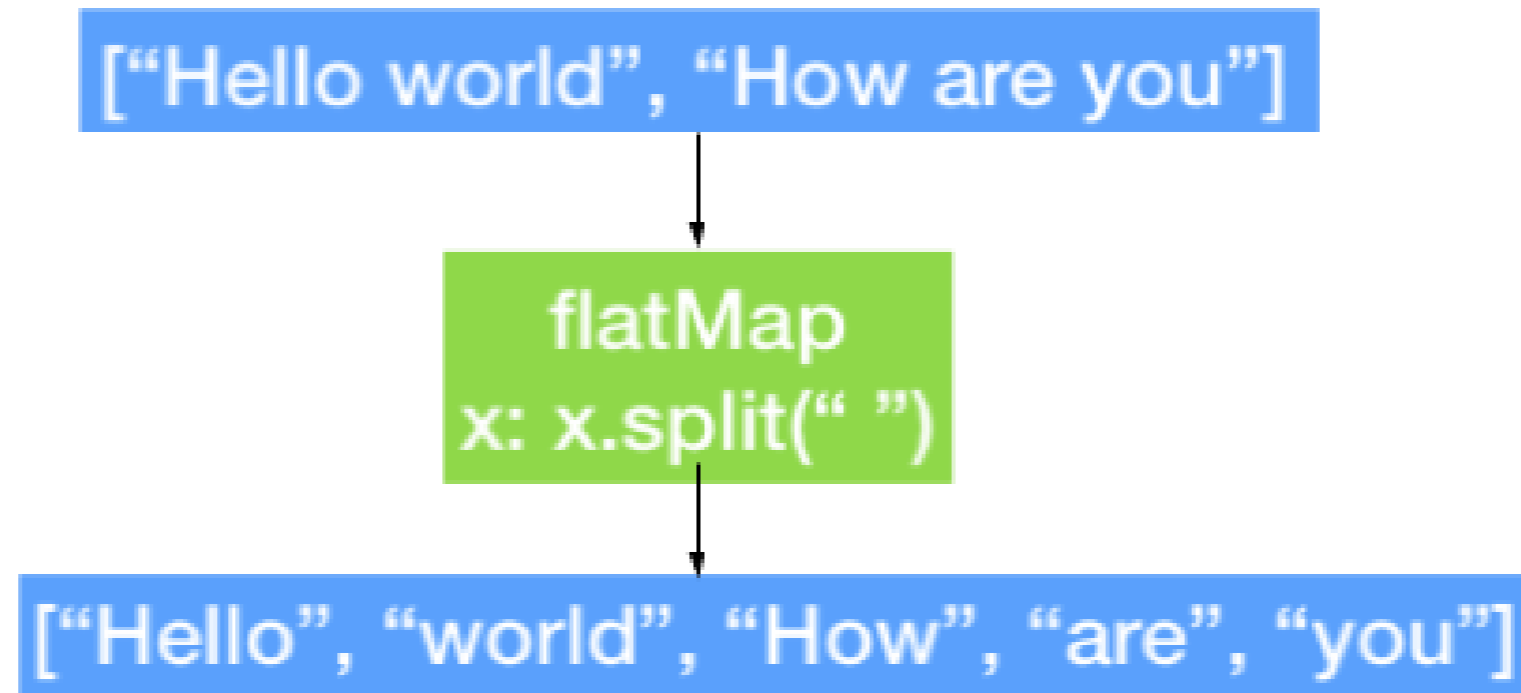 [“Hello world”, “How are you”]
flatMap
x: x.split(“ ”)
[“Hello”, “world”, “How”, “are”, “you”]